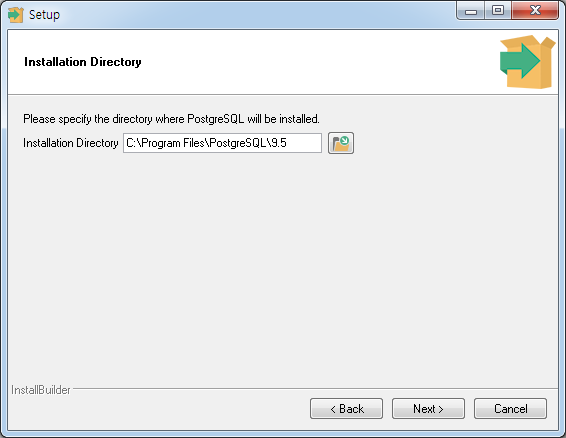 Setup
Installation Directory
Please specify the directory where PostgreSQL will be installed.
Installation Directory C:\Program Files\PostgreSQL\9.5
InstallBuilder
< Back Next > Cancel